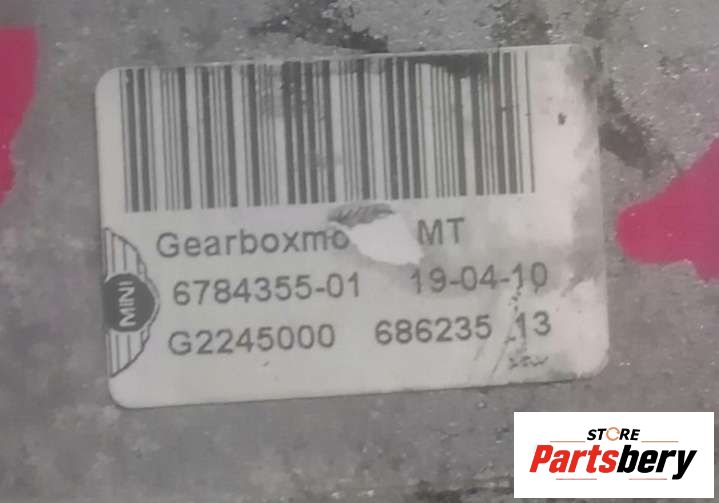 Gearboxmo MT
6784355-01 19-04-10
MINI
G2245000 686235 13
STORE
Partsbery